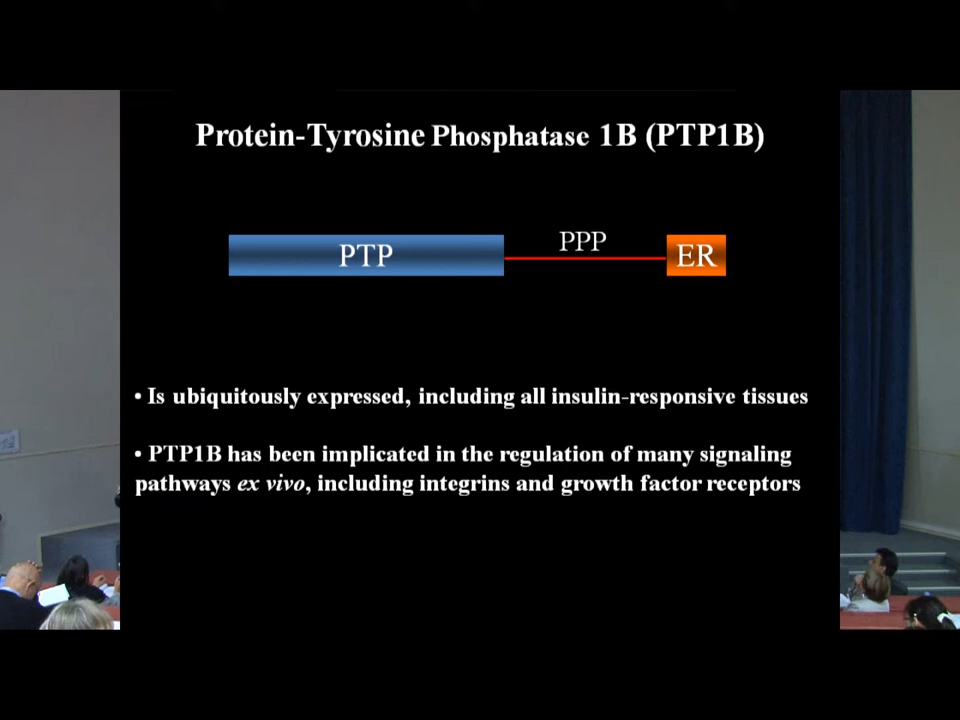 Protein-Tyrosine Phosphatase 1B (PTP1B)
PTP PPP ER
• Is ubiquitously expressed, including all insulin-responsive tissues
• PTP1B has been implicated in the regulation of many signaling
pathways ex vivo, including integrins and growth factor receptors